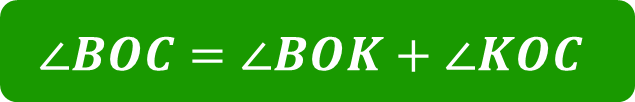 ∠BOC = ∠BOK + ∠KOC